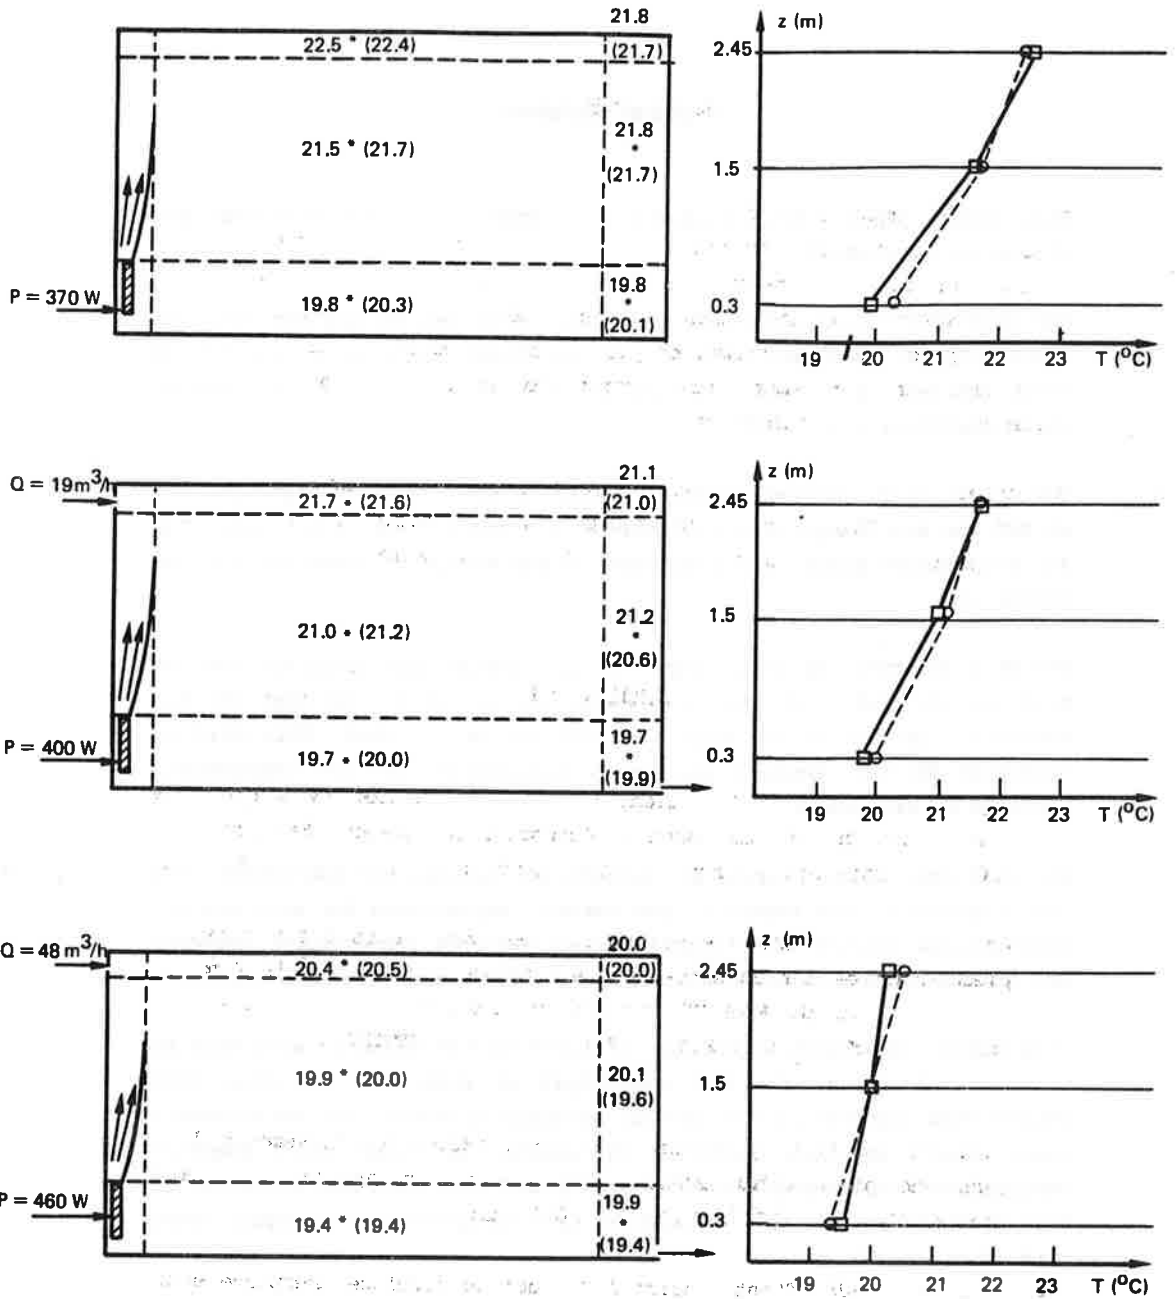 21.8
22.5 * (22.4)
(21.7)
21.8
*
(21.7)
21.5 * (21.7)
19.8
*
(20.1)
P = 370 W
19.8 * (20.3)
z (m)
2.45
1.5
0.3
19 20 21 22 23 T (°C)
Q = 19 m³/h
21.1
21.7 * (21.6)
(21.0)
21.2
*
(20.6)
21.0 * (21.2)
19.7
*
(19.9)
P = 400 W
19.7 * (20.0)
z (m)
2.45
1.5
0.3
19 20 21 22 23 T (°C)
Q = 48 m³/h
20.0
20.4 * (20.5)
(20.0)
19.9 * (20.0)
20.1
(19.6)
P = 460 W
19.4 * (19.4)
19.9
*
(19.4)
z (m)
2.45
1.5
0.3
19 20 21 22 23 T (°C)